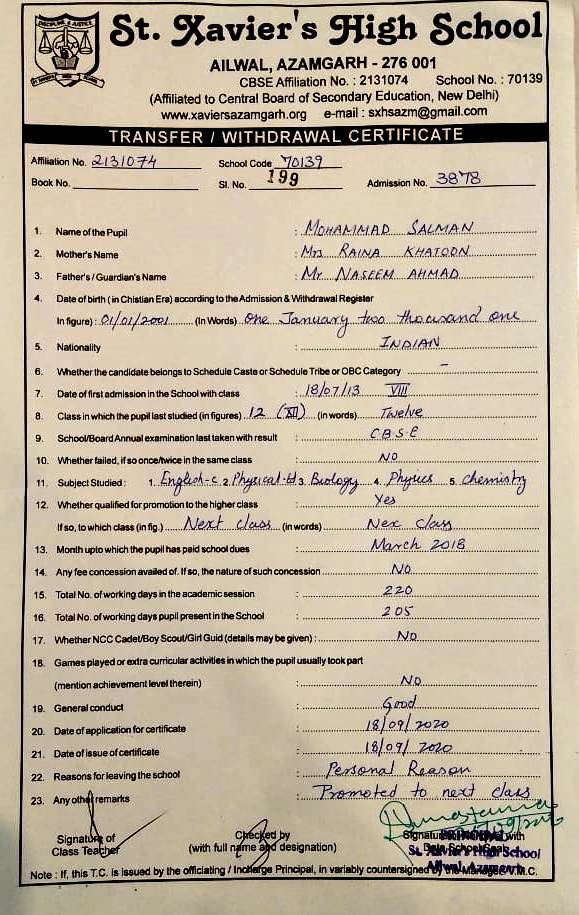 DISCIPLINE & JUSTICE
St. Xavier's High School
AILWAL, AZAMGARH - 276 001
CBSE Affiliation No. : 2131074 School No. : 70139
(Affiliated to Central Board of Secondary Education, New Delhi)
www.xaviersazamgarh.org e-mail : sxhsazm@gmail.com
TRANSFER / WITHDRAWAL CERTIFICATE
Affiliation No. 2131074 School Code 70139
Book No. Sl. No. 199 Admission No. 3878
1. Name of the Pupil : MOHAMMAD SALMAN
2. Mother's Name : Mrs RAINA KHATOON
3. Father's / Guardian's Name : Mr NASEEM AHMAD
4. Date of birth ( in Chistian Era) according to the Admission & Withdrawal Register
In figure) : 01/01/2001 (In Words) One January two thousand one
5. Nationality : INDIAN
6. Whether the candidate belongs to Schedule Caste or Schedule Tribe or OBC Category –
7. Date of first admission in the School with class : 18/07/13 VIII
8. Class in which the pupil last studied (in figures) 12 (XII) (in words) Twelve
9. School/Board Annual examination last taken with result : C.B.S.E
10. Whether failed, if so once/twice in the same class : NO
11. Subject Studied : 1. English-c 2. Physical-Ed 3. Biology 4. Physics 5. chemistry
12. Whether qualified for promotion to the higher class : Yes
If so, to which class (in fig.) Next class (in words) Nex Class
13. Month upto which the pupil has paid school dues : March 2018
14. Any fee concession availed of. If so, the nature of such concession NO
15. Total No. of working days in the academic session : 220
16. Total No. of working days pupil present in the School : 205
17. Whether NCC Cadet/Boy Scout/Girl Guid (details may be given) : NO
18. Games played or extra curricular activities in which the pupil usually took part
(mention achievement level therein) : NO
19. General conduct : Good
20. Date of application for certificate : 18/09/2020
21. Date of issue of certificate : 18/09/2020
22. Reasons for leaving the school : Personal Reason
23. Any other remarks : Promoted to next class
Signature of Checked by Signature Principal with
Class Teacher (with full name and designation) Date School Seal
PRINCIPAL
St. Xavier's High School
Ailwal, Azamgarh
Note : If, this T.C. is issued by the officiating / Incharge Principal, in variably countersigned by the Manager V.M.C.